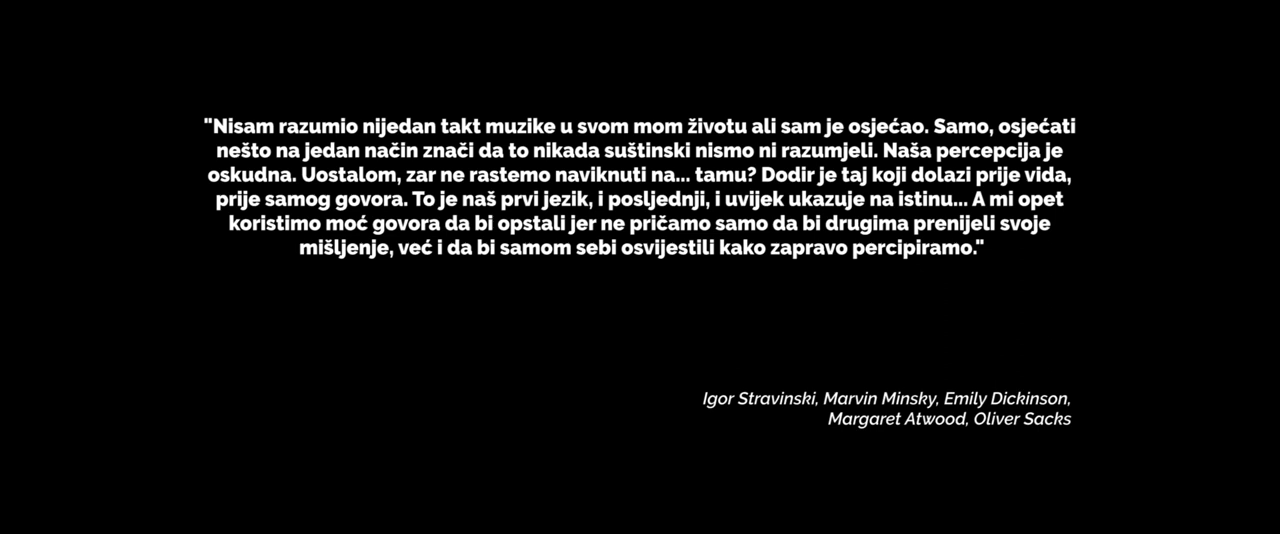 "Nisam razumio nijedan takt muzike u svom mom životu ali sam je osjećao. Samo, osjećati
nešto na jedan način znači da to nikada suštinski nismo ni razumjeli. Naša percepcija je
oskudna. Uostalom, zar ne rastemo naviknuti na... tamu? Dodir je taj koji dolazi prije vida,
prije samog govora. To je naš prvi jezik, i posljednji, i uvijek ukazuje na istinu... A mi opet
koristimo moć govora da bi opstali jer ne pričamo samo da bi drugima prenijeli svoje
mišljenje, već i da bi samom sebi osvijestili kako zapravo percipiramo."
Igor Stravinski, Marvin Minsky, Emily Dickinson,
Margaret Atwood, Oliver Sacks